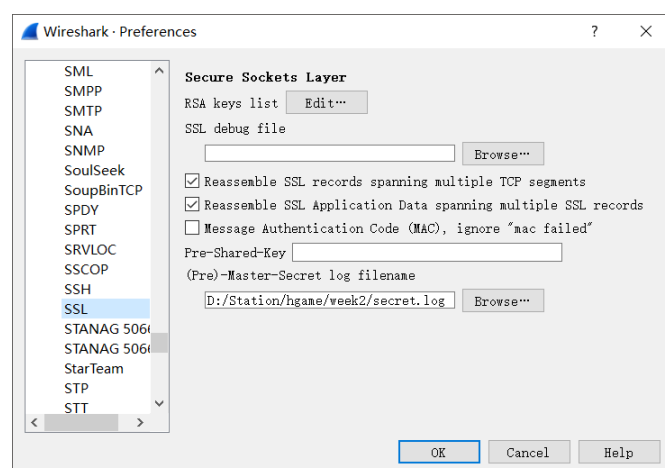 Wireshark · Preferences
? ×
SML
SMPP
SMTP
SNA
SNMP
SoulSeek
SoupBinTCP
SPDY
SPRT
SRVLOC
SSCOP
SSH
SSL
STANAG 506
STANAG 506
StarTeam
STP
STT
Secure Sockets Layer
RSA keys list Edit…
SSL debug file
Browse…
Reassemble SSL records spanning multiple TCP segments
Reassemble SSL Application Data spanning multiple SSL records
Message Authentication Code (MAC), ignore "mac failed"
Pre-Shared-Key
(Pre)-Master-Secret log filename
D:/Station/hgame/week2/secret.log Browse…
OK Cancel Help